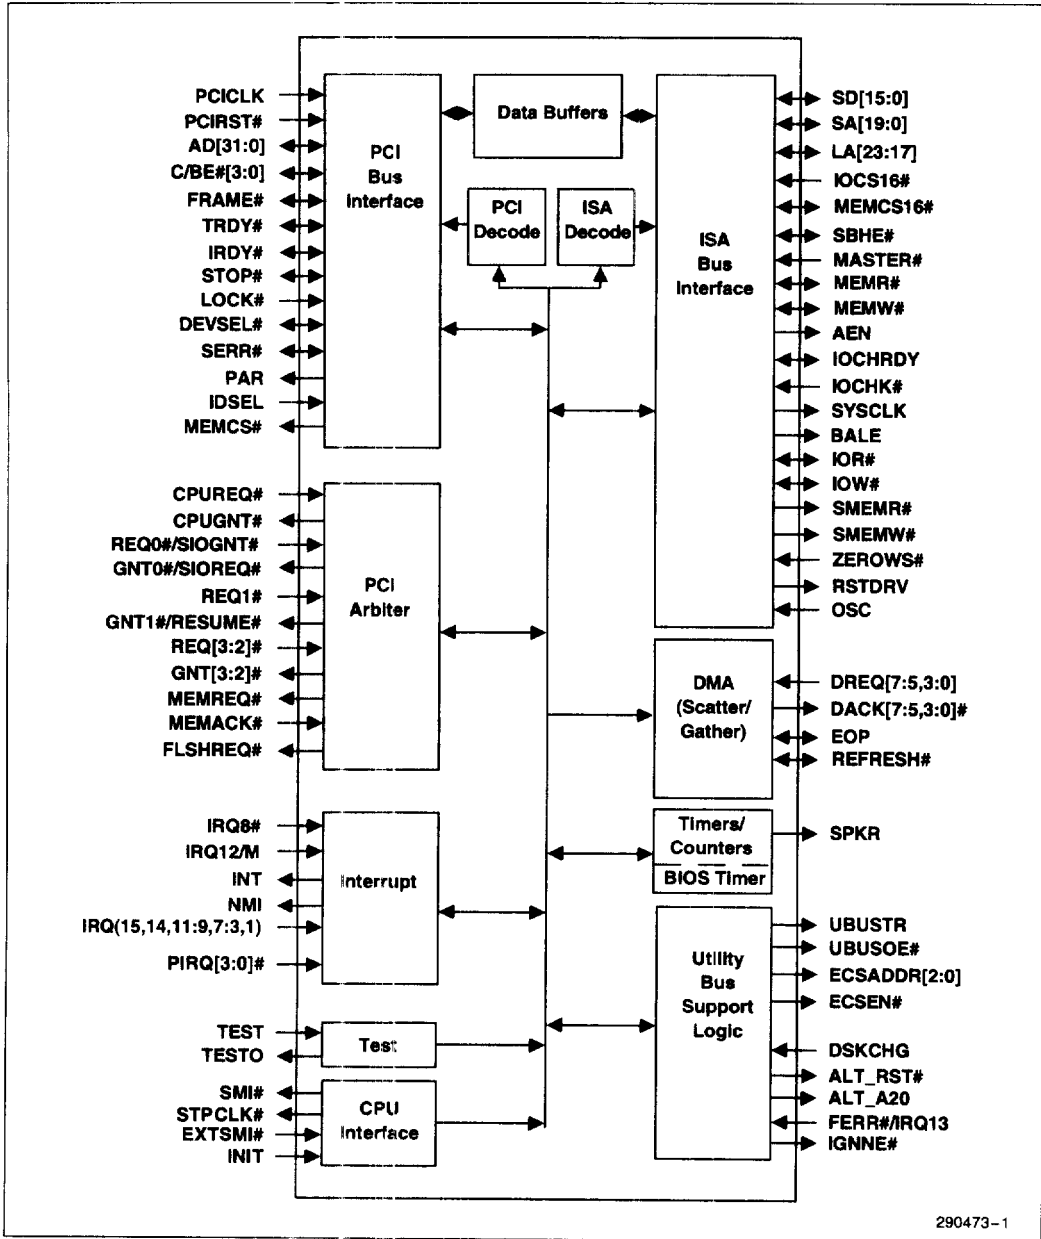 PCICLK
PCIRST#
AD[31:0]
C/BE#[3:0]
FRAME#
TRDY#
IRDY#
STOP#
LOCK#
DEVSEL#
SERR#
PAR
IDSEL
MEMCS#
PCI
Bus
Interface
Data Buffers
PCI
Decode
ISA
Decode
ISA
Bus
Interface
SD[15:0]
SA[19:0]
LA[23:17]
IOCS16#
MEMCS16#
SBHE#
MASTER#
MEMR#
MEMW#
AEN
IOCHRDY
IOCHK#
SYSCLK
BALE
IOR#
IOW#
SMEMR#
SMEMW#
ZEROWS#
RSTDRV
OSC
CPUREQ#
CPUGNT#
REQ0#/SIOGNT#
GNT0#/SIOREQ#
REQ1#
GNT1#/RESUME#
REQ[3:2]#
GNT[3:2]#
MEMREQ#
MEMACK#
FLSHREQ#
PCI
Arbiter
DMA
(Scatter/
Gather)
DREQ[7:5,3:0]
DACK[7:5,3:0]#
EOP
REFRESH#
IRQ8#
IRQ12/M
INT
NMI
IRQ(15,14,11:9,7:3,1)
PIRQ[3:0]#
Interrupt
Timers/
Counters
BIOS Timer
SPKR
Utility
Bus
Support
Logic
UBUSTR
UBUSOE#
ECSADDR[2:0]
ECSEN#
DSKCHG
ALT_RST#
ALT_A20
FERR#/IRQ13
IGNNE#
TEST
TESTO
Test
SMI#
STPCLK#
EXTSMI#
INIT
CPU
Interface
290473-1